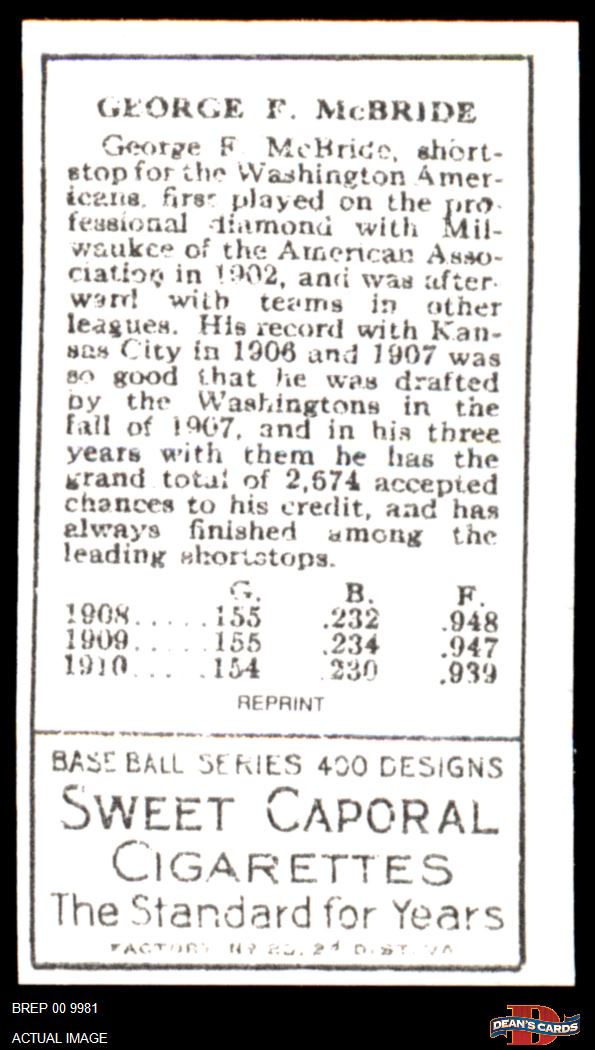 GEORGE F. McBRIDE
George F. McBride, short-
stop for the Washington Amer-
icans, first played on the pro-
fessional diamond with Mil-
waukee of the American Asso-
ciation in 1902, and was after-
ward with teams in other
leagues. His record with Kan-
sas City in 1906 and 1907 was
so good that he was drafted
by the Washingtons in the
fall of 1907, and in his three
years with them he has the
grand total of 2,674 accepted
chances to his credit, and has
always finished among the
leading shortstops.
G. B. F.
1908.....155 .232 .948
1909.....155 .234 .947
1910.....154 .230 .939
REPRINT
BASE BALL SERIES 400 DESIGNS
SWEET CAPORAL
CIGARETTES
The Standard for Years
FACTORY No 25, 2d DIST. VA.
BREP 00 9981
ACTUAL IMAGE
D
DEAN'S CARDS